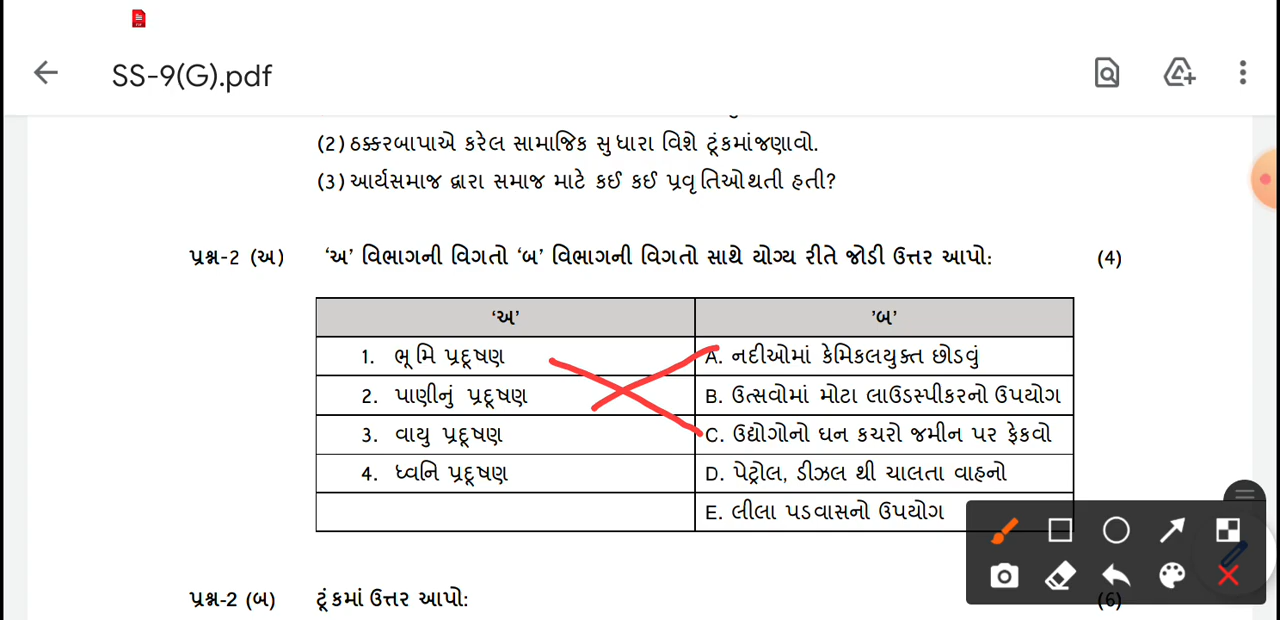 SS-9(G).pdf
(2) ઠક્કરબાપાએ કરેલ સામાજિક સુધારા વિશે ટૂંકમાંજણાવો.
(3) આર્યસમાજ દ્વારા સમાજ માટે કઈ કઈ પ્રવૃતિઓથતી હતી?
પ્રશ્ન-2 (અ) ‘અ’ વિભાગની વિગતો ‘બ’ વિભાગની વિગતો સાથે યોગ્ય રીતે જોડી ઉત્તર આપો: (4)
‘અ’ ’બ’
1. ભૂમિ પ્રદૂષણ A. નદીઓમાં કેમિકલયુક્ત છોડવું
2. પાણીનું પ્રદૂષણ B. ઉત્સવોમાં મોટા લાઉડસ્પીકરનો ઉપયોગ
3. વાયુ પ્રદૂષણ C. ઉદ્યોગોનો ઘન કચરો જમીન પર ફેકવો
4. ધ્વનિ પ્રદૂષણ D. પેટ્રોલ, ડીઝલ થી ચાલતા વાહનો
E. લીલા પડવાસનો ઉપયોગ
પ્રશ્ન-2 (બ) ટૂંકમાં ઉત્તર આપો: (6)